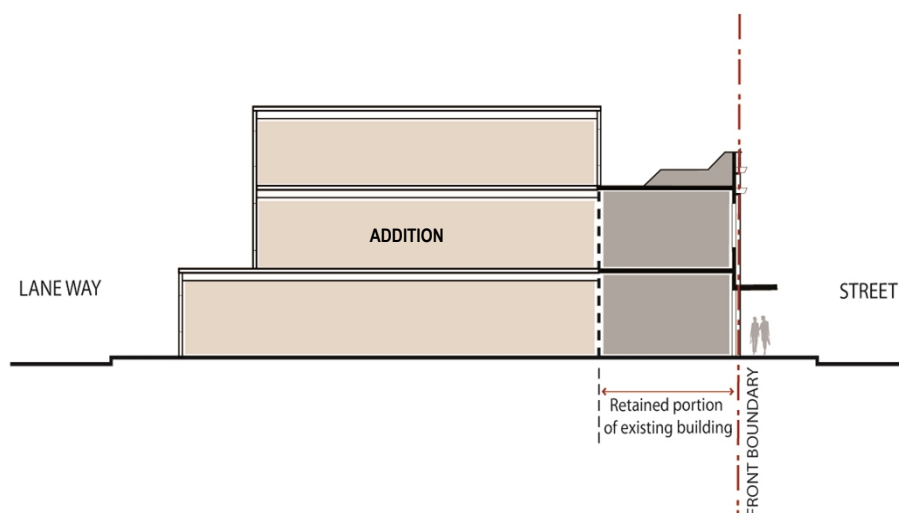 ADDITION
LANE WAY
STREET
Retained portion
of existing building
FRONT BOUNDARY